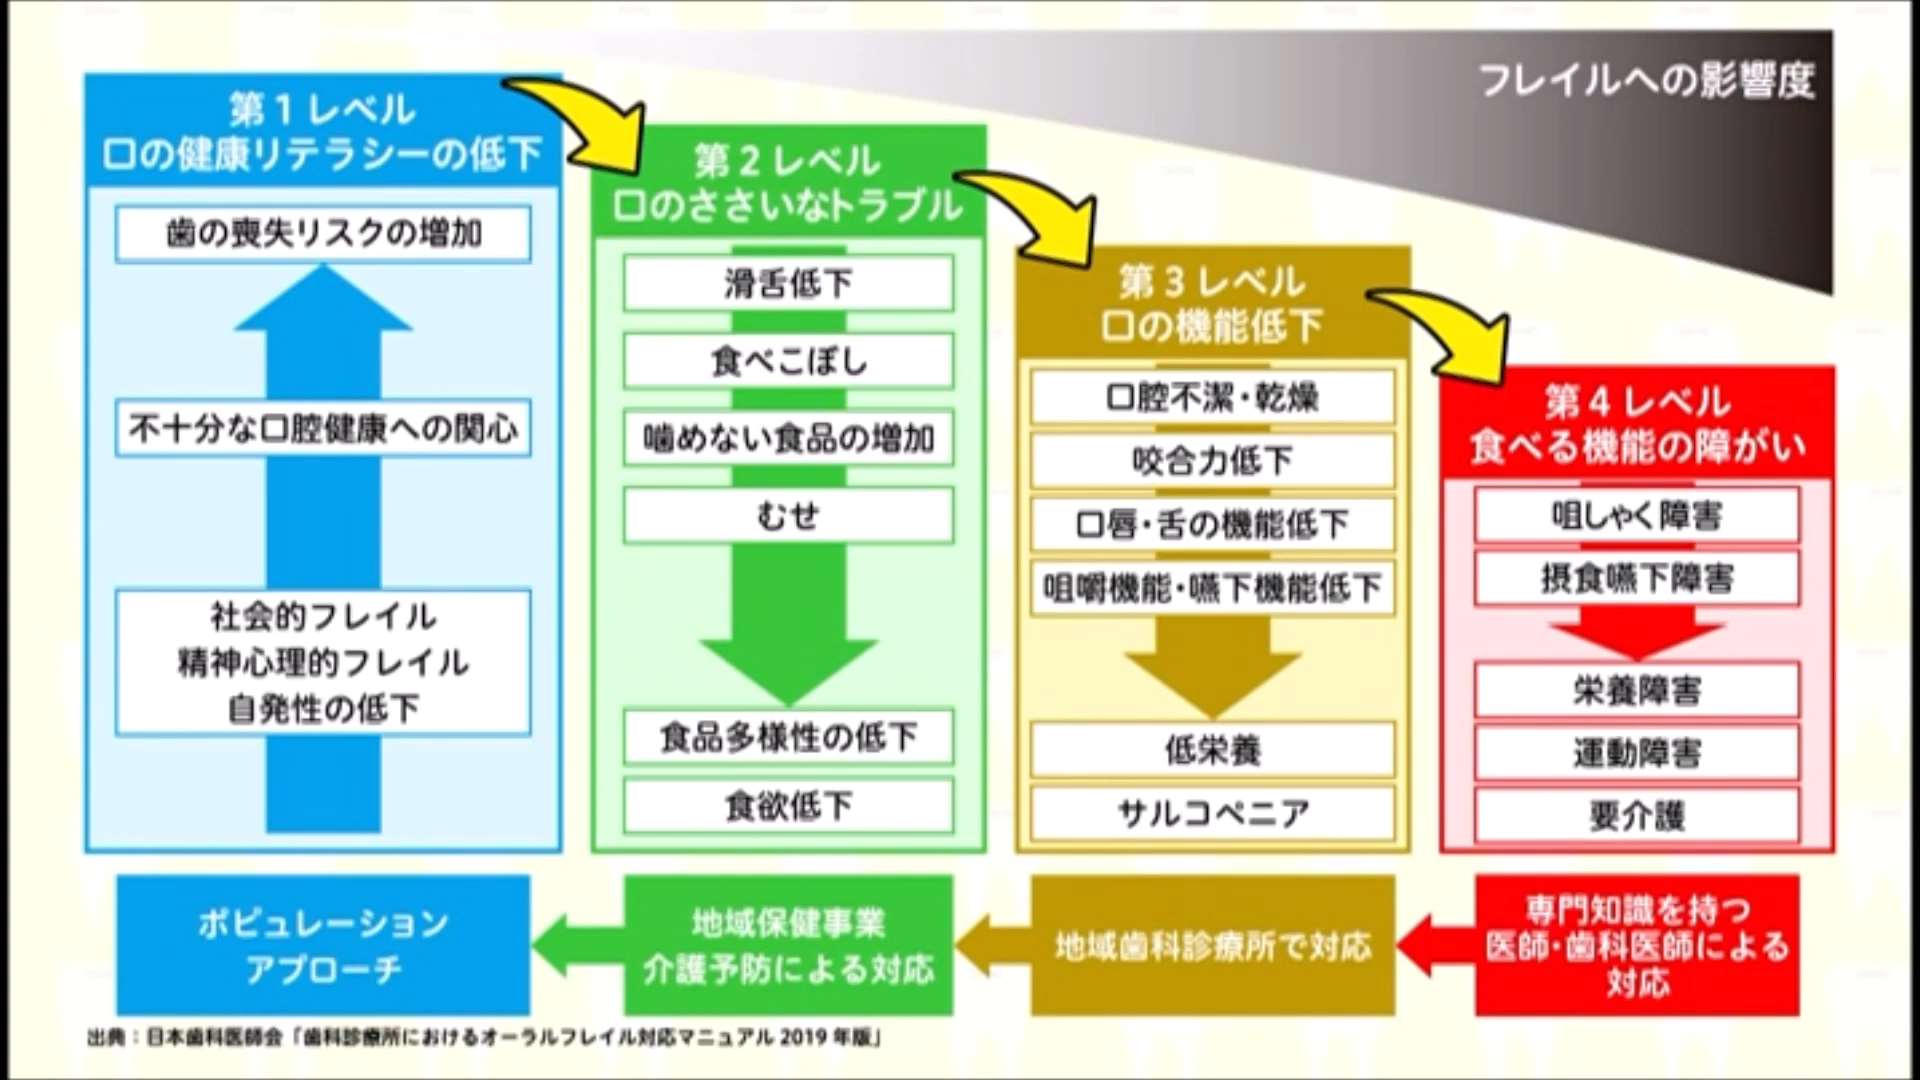 フレイルへの影響度
第1レベル
口の健康リテラシーの低下
歯の喪失リスクの増加
不十分な口腔健康への関心
社会的フレイル
精神心理的フレイル
自発性の低下
第2レベル
口のささいなトラブル
滑舌低下
食べこぼし
噛めない食品の増加
むせ
食品多様性の低下
食欲低下
第3レベル
口の機能低下
口腔不潔・乾燥
咬合力低下
口唇・舌の機能低下
咀嚼機能・嚥下機能低下
低栄養
サルコペニア
第4レベル
食べる機能の障がい
咀しゃく障害
摂食嚥下障害
栄養障害
運動障害
要介護
ポピュレーション
アプローチ
地域保健事業
介護予防による対応
地域歯科診療所で対応
専門知識を持つ
医師・歯科医師による
対応
出典：日本歯科医師会「歯科診療所におけるオーラルフレイル対応マニュアル 2019 年版」